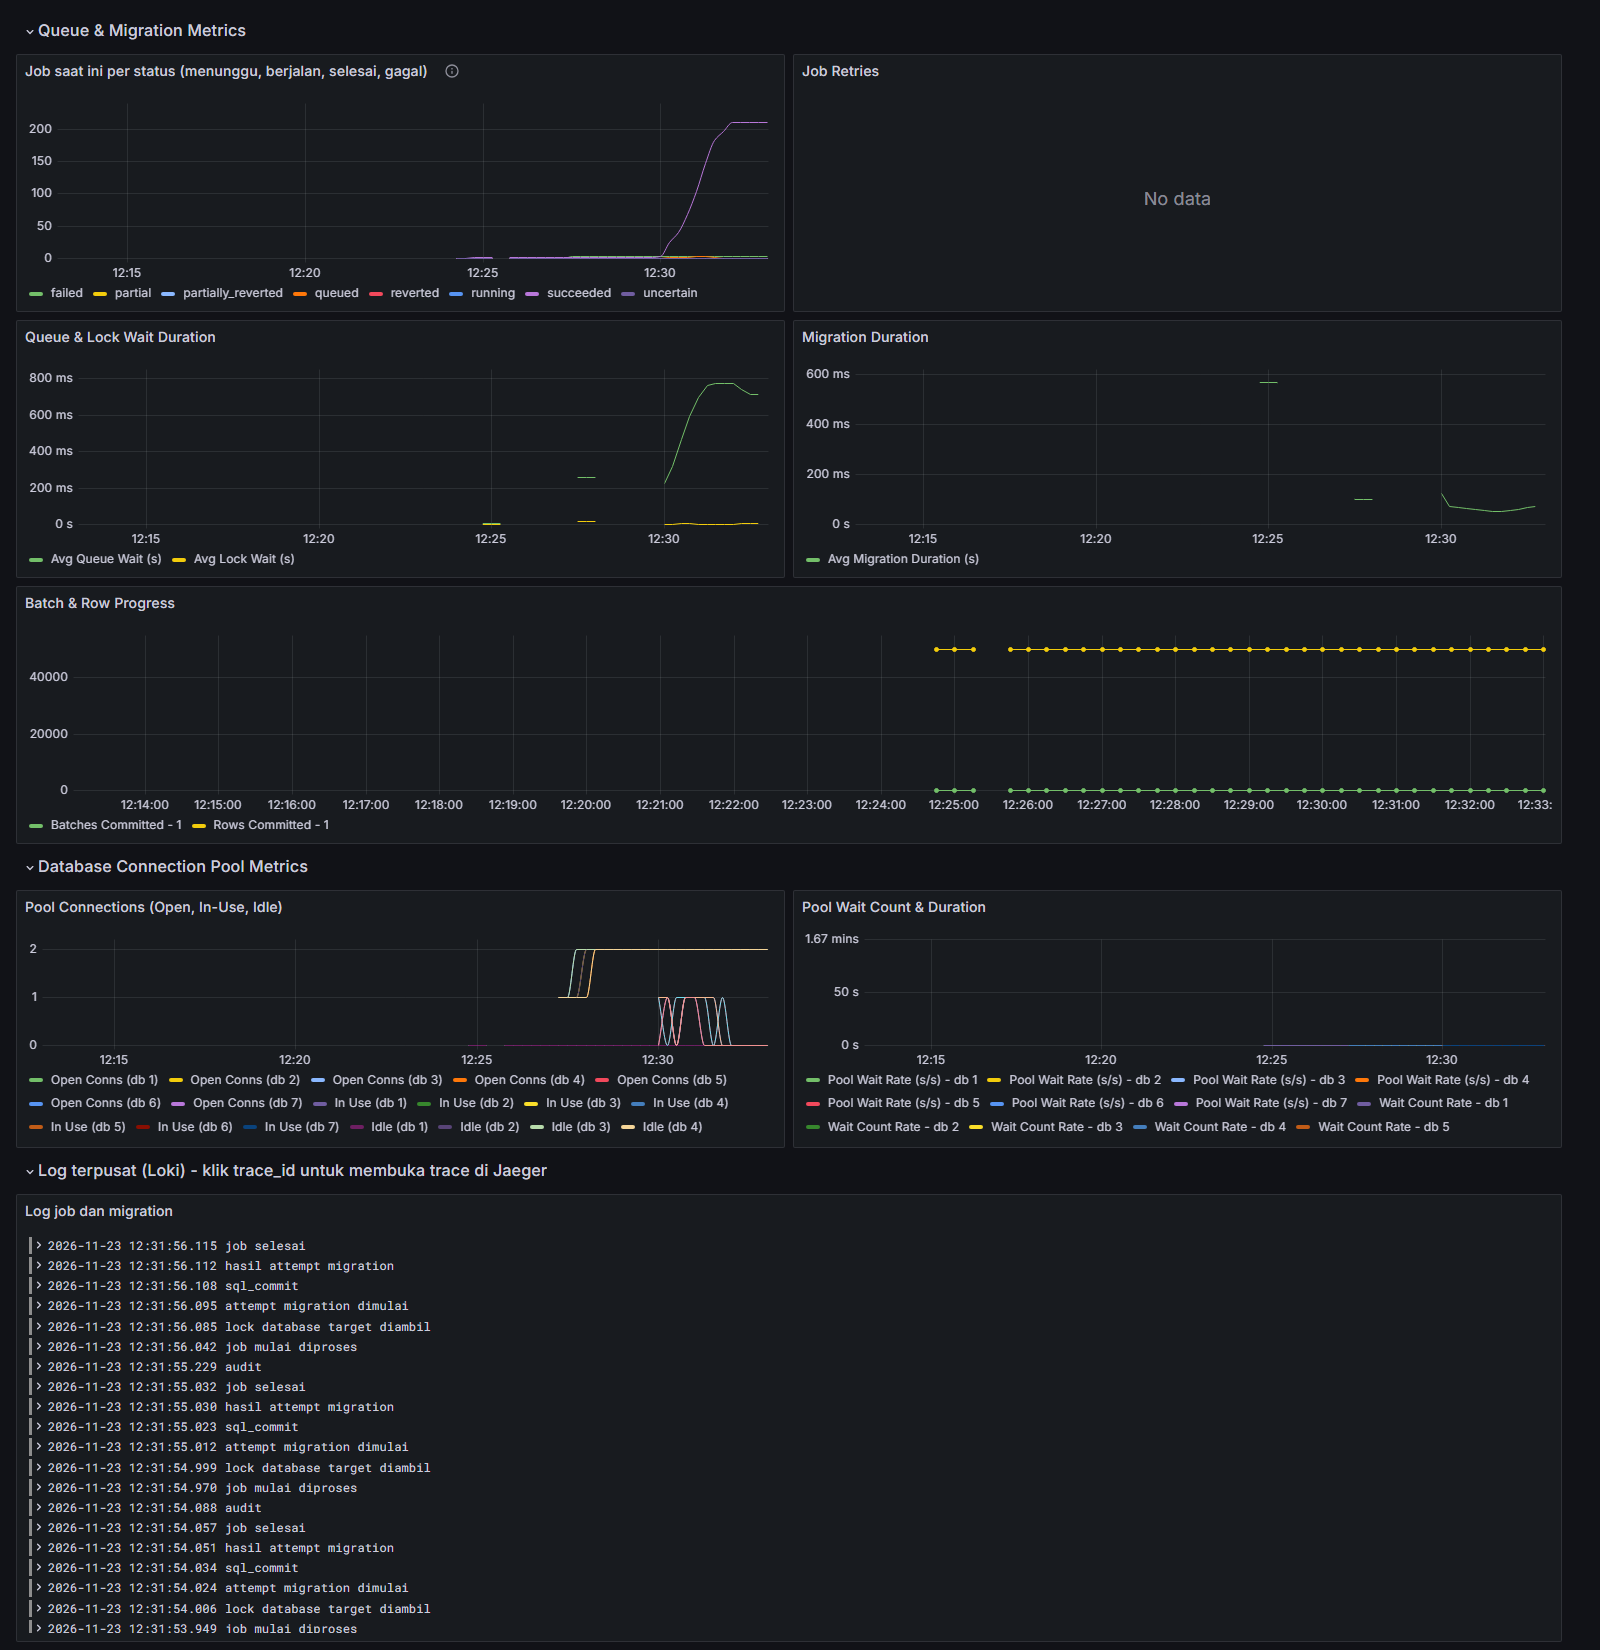 Queue & Migration Metrics
Job saat ini per status (menunggu, berjalan, selesai, gagal)
200
150
100
50
0
12:15 12:20 12:25 12:30
failed partial partially_reverted queued reverted running succeeded uncertain
Job Retries
No data
Queue & Lock Wait Duration
800 ms
600 ms
400 ms
200 ms
0 s
12:15 12:20 12:25 12:30
Avg Queue Wait (s) Avg Lock Wait (s)
Migration Duration
600 ms
400 ms
200 ms
0 s
12:15 12:20 12:25 12:30
Avg Migration Duration (s)
Batch & Row Progress
40000
20000
0
12:14:00 12:15:00 12:16:00 12:17:00 12:18:00 12:19:00 12:20:00 12:21:00 12:22:00 12:23:00 12:24:00 12:25:00 12:26:00 12:27:00 12:28:00 12:29:00 12:30:00 12:31:00 12:32:00 12:33:
Batches Committed - 1 Rows Committed - 1
Database Connection Pool Metrics
Pool Connections (Open, In-Use, Idle)
2
1
0
12:15 12:20 12:25 12:30
Open Conns (db 1) Open Conns (db 2) Open Conns (db 3) Open Conns (db 4) Open Conns (db 5)
Open Conns (db 6) Open Conns (db 7) In Use (db 1) In Use (db 2) In Use (db 3) In Use (db 4)
In Use (db 5) In Use (db 6) In Use (db 7) Idle (db 1) Idle (db 2) Idle (db 3) Idle (db 4)
Pool Wait Count & Duration
1.67 mins
50 s
0 s
12:15 12:20 12:25 12:30
Pool Wait Rate (s/s) - db 1 Pool Wait Rate (s/s) - db 2 Pool Wait Rate (s/s) - db 3 Pool Wait Rate (s/s) - db 4
Pool Wait Rate (s/s) - db 5 Pool Wait Rate (s/s) - db 6 Pool Wait Rate (s/s) - db 7 Wait Count Rate - db 1
Wait Count Rate - db 2 Wait Count Rate - db 3 Wait Count Rate - db 4 Wait Count Rate - db 5
Log terpusat (Loki) - klik trace_id untuk membuka trace di Jaeger
Log job dan migration
2026-11-23 12:31:56.115 job selesai
2026-11-23 12:31:56.112 hasil attempt migration
2026-11-23 12:31:56.108 sql_commit
2026-11-23 12:31:56.095 attempt migration dimulai
2026-11-23 12:31:56.085 lock database target diambil
2026-11-23 12:31:56.042 job mulai diproses
2026-11-23 12:31:55.229 audit
2026-11-23 12:31:55.032 job selesai
2026-11-23 12:31:55.030 hasil attempt migration
2026-11-23 12:31:55.023 sql_commit
2026-11-23 12:31:55.012 attempt migration dimulai
2026-11-23 12:31:54.999 lock database target diambil
2026-11-23 12:31:54.970 job mulai diproses
2026-11-23 12:31:54.088 audit
2026-11-23 12:31:54.057 job selesai
2026-11-23 12:31:54.051 hasil attempt migration
2026-11-23 12:31:54.034 sql_commit
2026-11-23 12:31:54.024 attempt migration dimulai
2026-11-23 12:31:54.006 lock database target diambil
2026-11-23 12:31:53.949 job mulai diproses